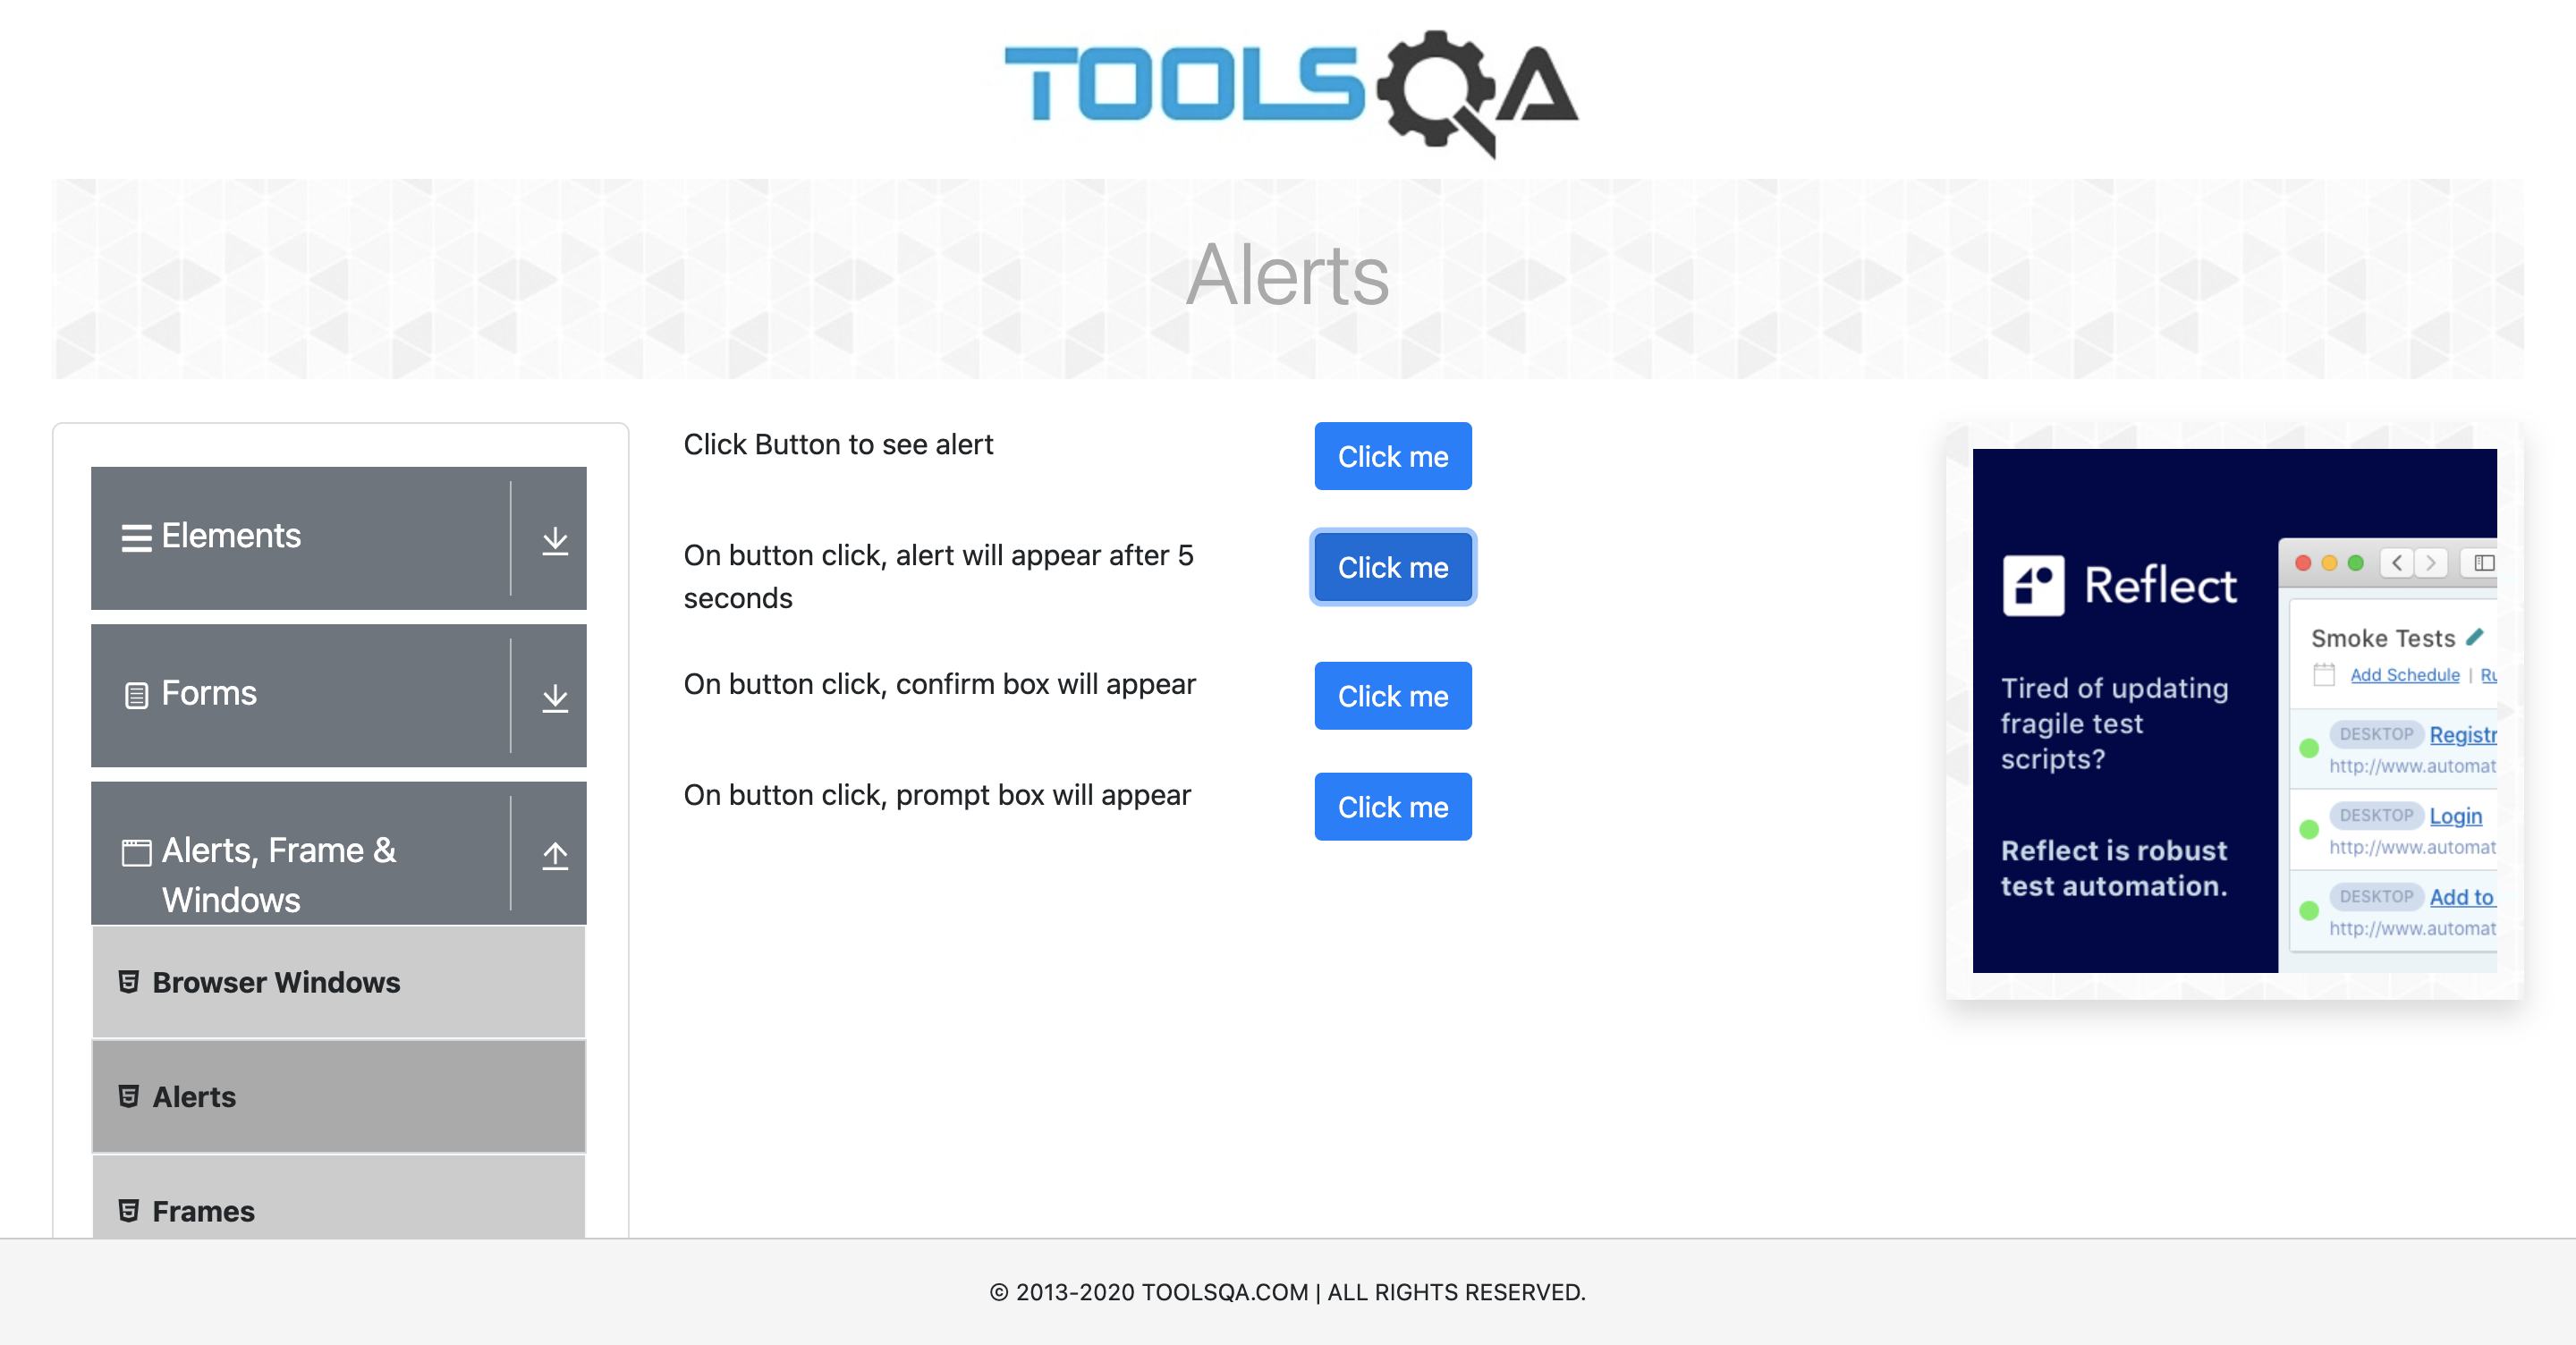 TOOLSQA
Alerts
Elements
Forms
Alerts, Frame &
Windows
Browser Windows
Alerts
Frames
Click Button to see alert
Click me
On button click, alert will appear after 5
seconds
Click me
On button click, confirm box will appear
Click me
On button click, prompt box will appear
Click me
Reflect
Tired of updating
fragile test
scripts?
Reflect is robust
test automation.
Smoke Tests
Add Schedule | Ru
DESKTOP Registr
http://www.automat
DESKTOP Login
http://www.automat
DESKTOP Add to
http://www.automat
© 2013-2020 TOOLSQA.COM | ALL RIGHTS RESERVED.